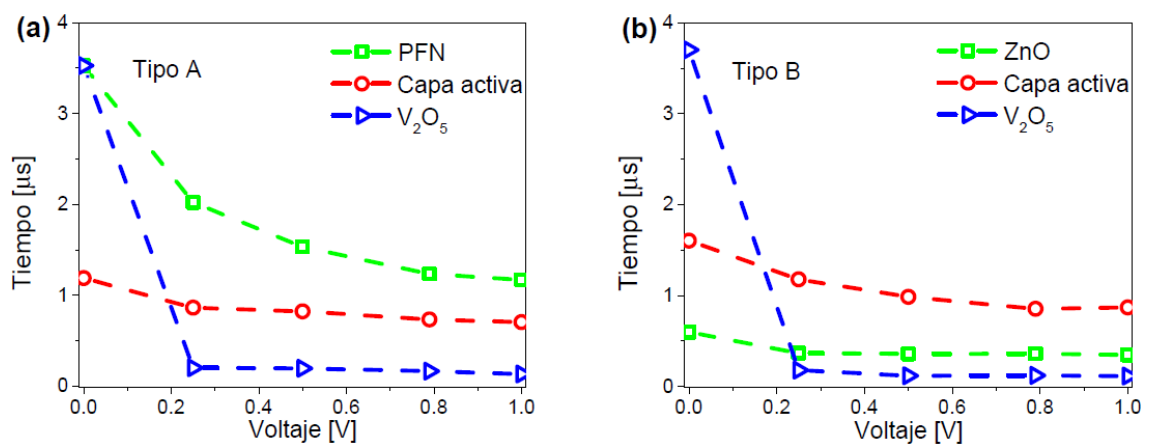 (a)
4
3
2
1
0
Tiempo [μs]
Tipo A
PFN
Capa activa
V₂O₅
0.0 0.2 0.4 0.6 0.8 1.0
Voltaje [V]
(b)
4
3
2
1
0
Tiempo [μs]
Tipo B
ZnO
Capa activa
V₂O₅
0.0 0.2 0.4 0.6 0.8 1.0
Voltaje [V]